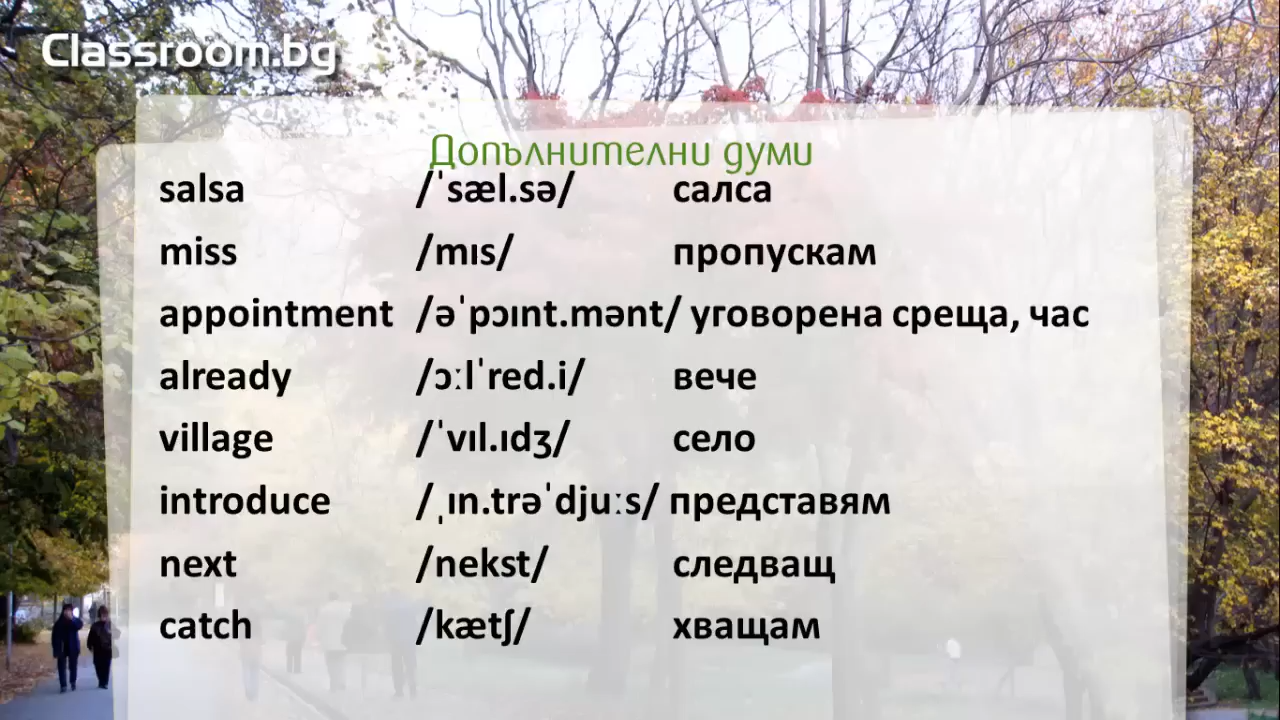 Classroom.bg
Допълнителни думи
salsa /ˈsæl.sə/ салса
miss /mɪs/ пропускам
appointment /əˈpɔɪnt.mənt/ уговорена среща, час
already /ɔːlˈred.i/ вече
village /ˈvɪl.ɪdʒ/ село
introduce /ˌɪn.trəˈdjuːs/ представям
next /nekst/ следващ
catch /kætʃ/ хващам